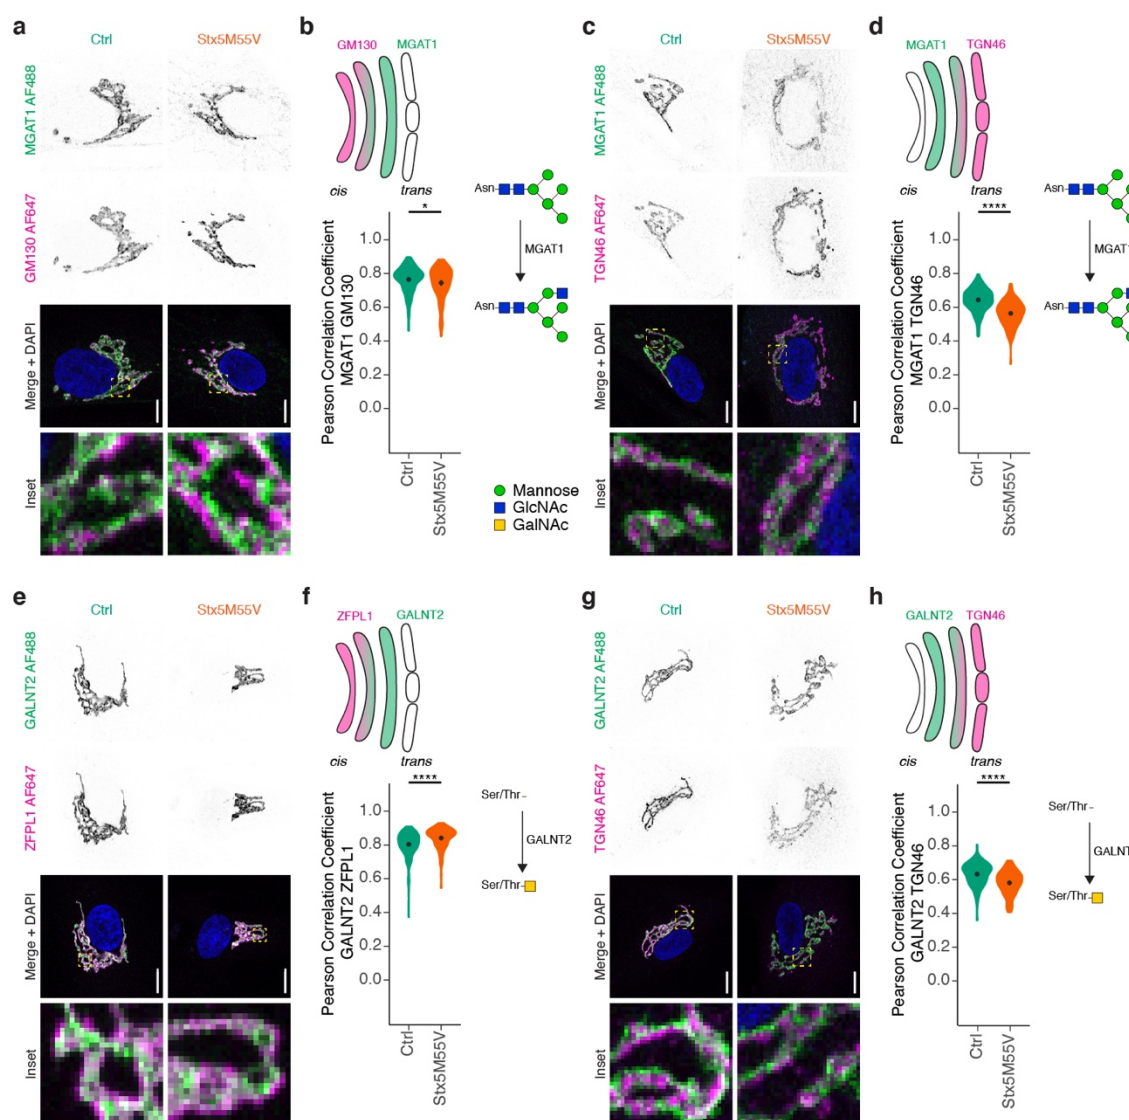 a
Ctrl
Stx5M55V
MGAT1 AF488
GM130 AF647
Merge + DAPI
Inset
b
GM130
MGAT1
cis
trans
*
Pearson Correlation Coefficient
MGAT1 GM130
1.0
0.8
0.6
0.4
0.2
0.0
Ctrl
Stx5M55V
Asn
MGAT1
Asn
Mannose
GlcNAc
GalNAc
c
Ctrl
Stx5M55V
MGAT1 AF488
TGN46 AF647
Merge + DAPI
Inset
d
MGAT1
TGN46
cis
trans
****
Pearson Correlation Coefficient
MGAT1 TGN46
1.0
0.8
0.6
0.4
0.2
0.0
Ctrl
Stx5M55V
Asn
MGAT
Asn
e
Ctrl
Stx5M55V
GALNT2 AF488
ZFPL1 AF647
Merge + DAPI
Inset
f
ZFPL1
GALNT2
cis
trans
****
Pearson Correlation Coefficient
GALNT2 ZFPL1
1.0
0.8
0.6
0.4
0.2
0.0
Ctrl
Stx5M55V
Ser/Thr
GALNT2
Ser/Thr
g
Ctrl
Stx5M55V
GALNT2 AF488
TGN46 AF647
Merge + DAPI
Inset
h
GALNT2
TGN46
cis
trans
****
Pearson Correlation Coefficient
GALNT2 TGN46
1.0
0.8
0.6
0.4
0.2
0.0
Ctrl
Stx5M55V
Ser/Thr
GALNT
Ser/Thr